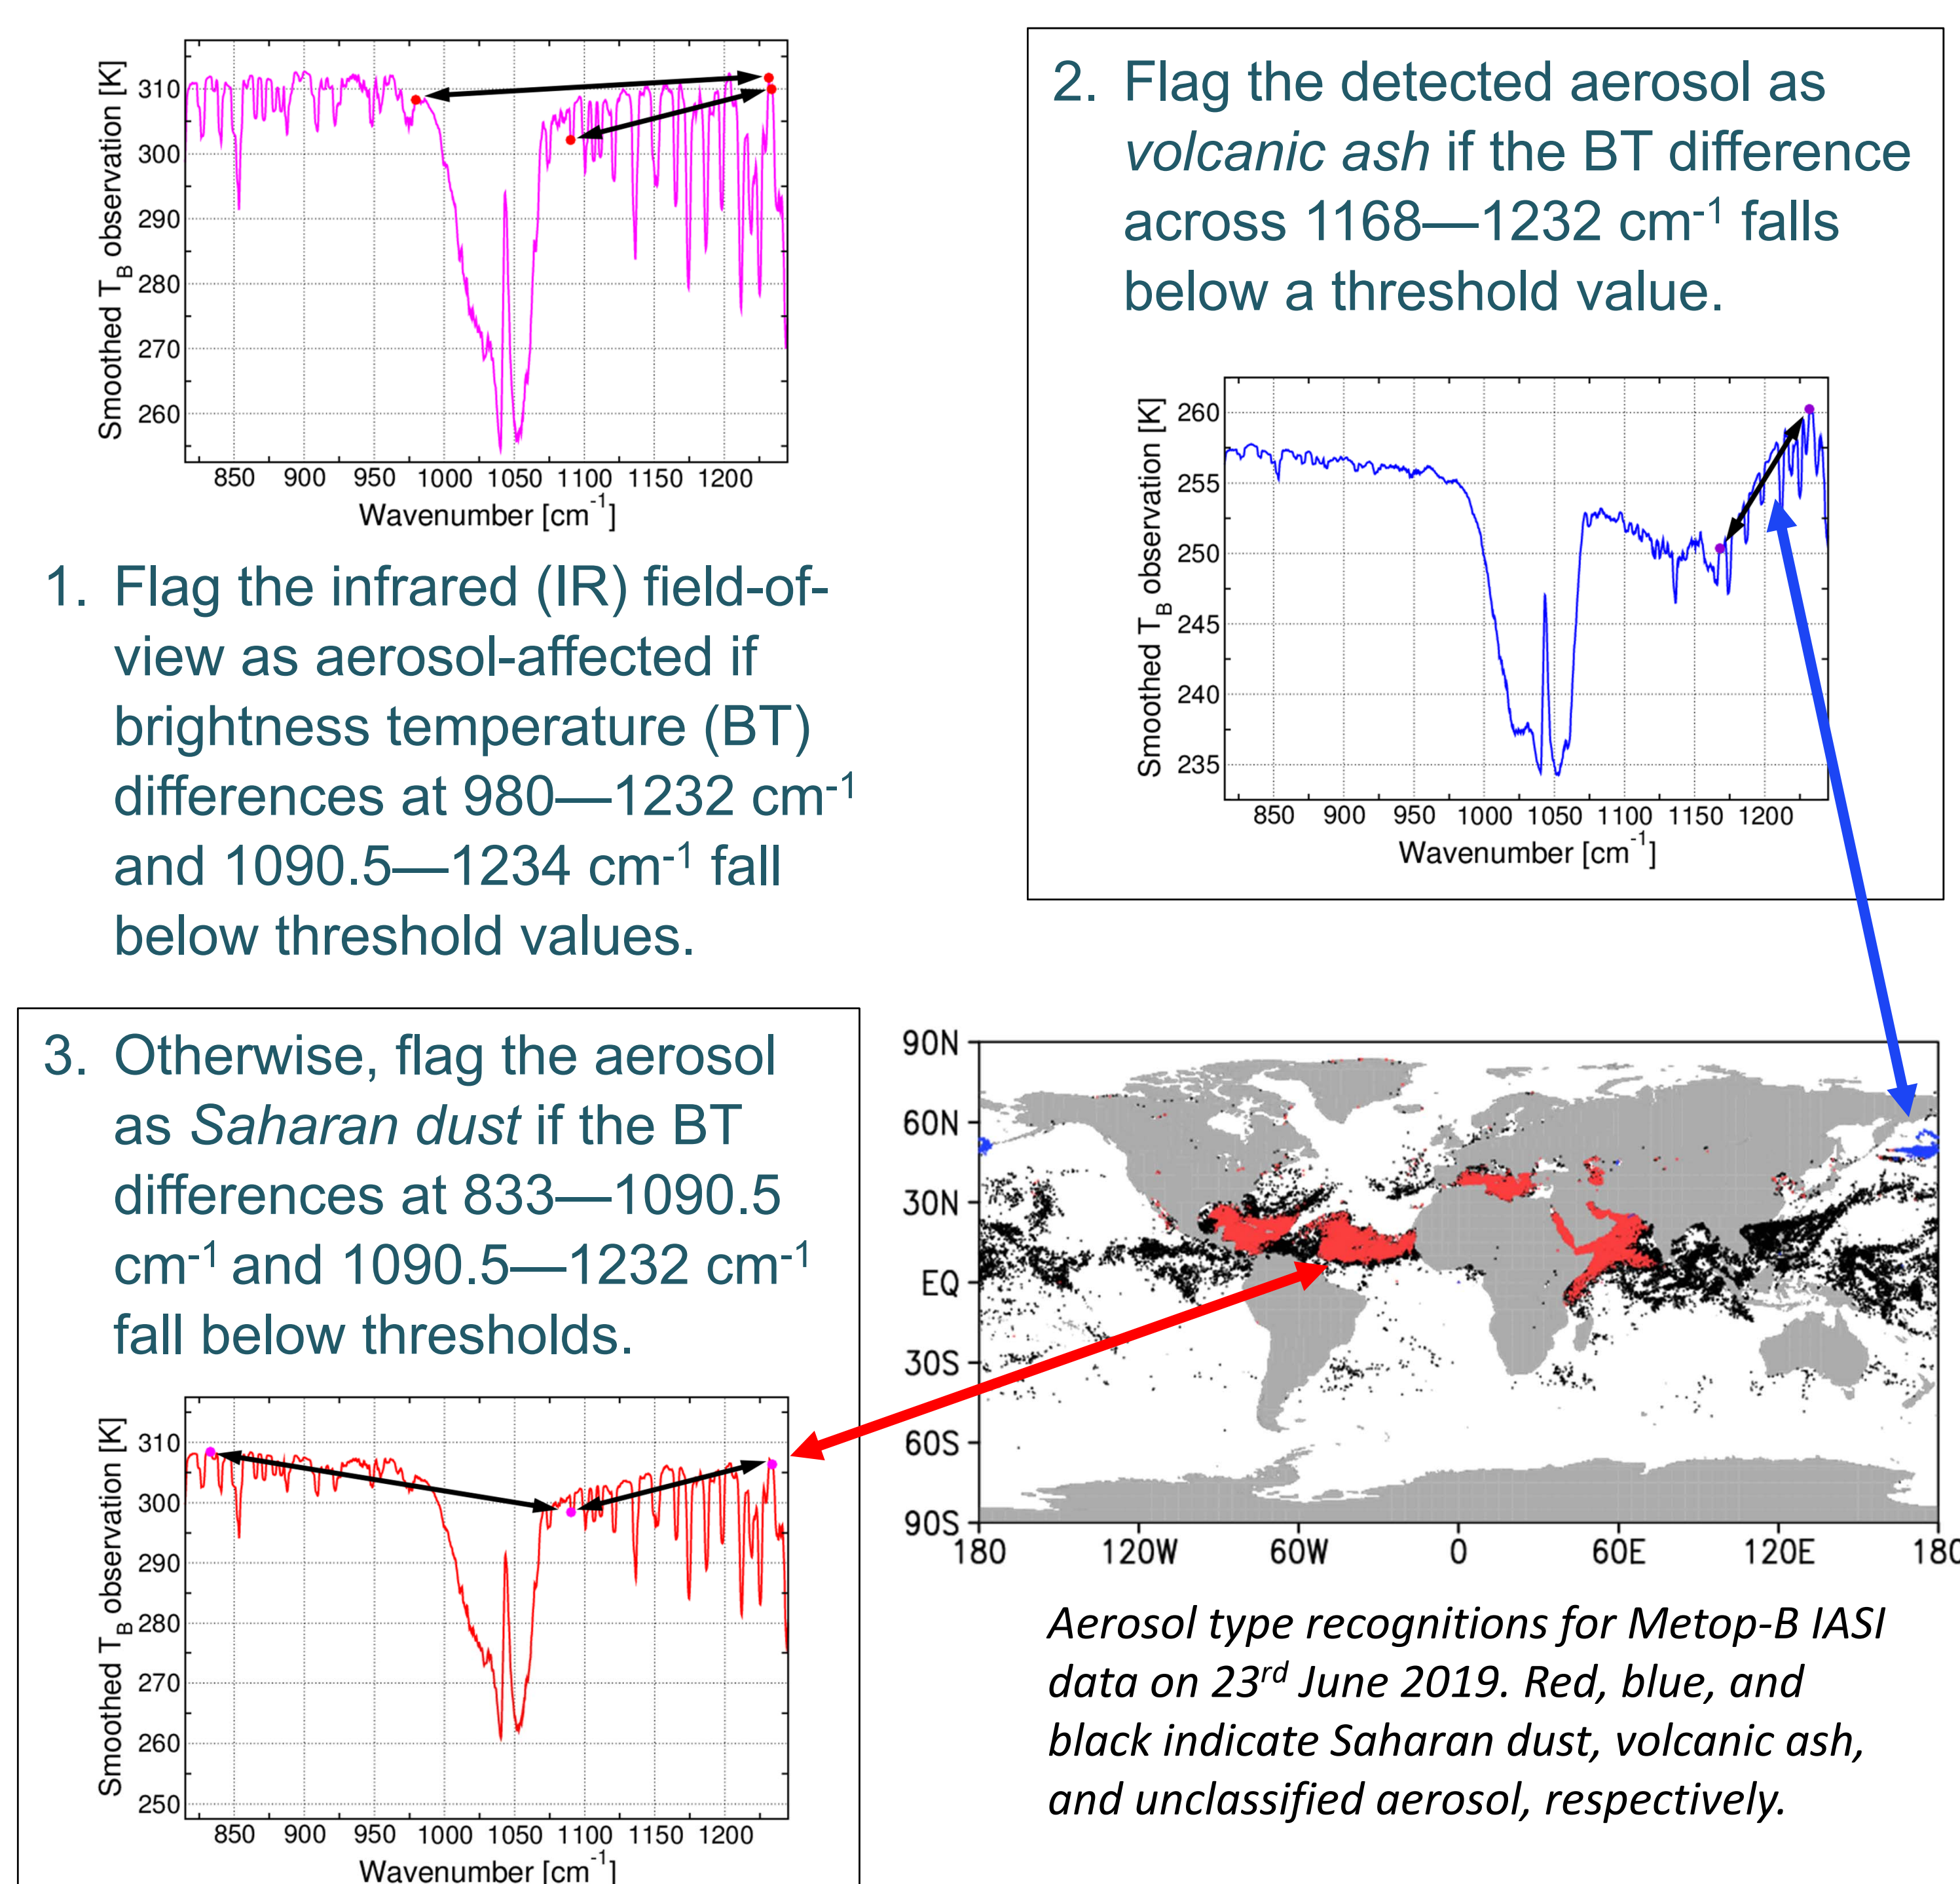 310
300
290
280
270
260
Smoothed T_B observation [K]
850 900 950 1000 1050 1100 1150 1200
Wavenumber [cm⁻¹]
1. Flag the infrared (IR) field-of-
view as aerosol-affected if
brightness temperature (BT)
differences at 980—1232 cm⁻¹
and 1090.5—1234 cm⁻¹ fall
below threshold values.
2. Flag the detected aerosol as
volcanic ash if the BT difference
across 1168—1232 cm⁻¹ falls
below a threshold value.
260
255
250
245
240
235
Smoothed T_B observation [K]
850 900 950 1000 1050 1100 1150 1200
Wavenumber [cm⁻¹]
3. Otherwise, flag the aerosol
as Saharan dust if the BT
differences at 833—1090.5
cm⁻¹ and 1090.5—1232 cm⁻¹
fall below thresholds.
310
300
290
280
270
260
250
Smoothed T_B observation [K]
850 900 950 1000 1050 1100 1150 1200
Wavenumber [cm⁻¹]
90N
60N
30N
EQ
30S
60S
90S
180 120W 60W 0 60E 120E 180
Aerosol type recognitions for Metop-B IASI
data on 23rd June 2019. Red, blue, and
black indicate Saharan dust, volcanic ash,
and unclassified aerosol, respectively.